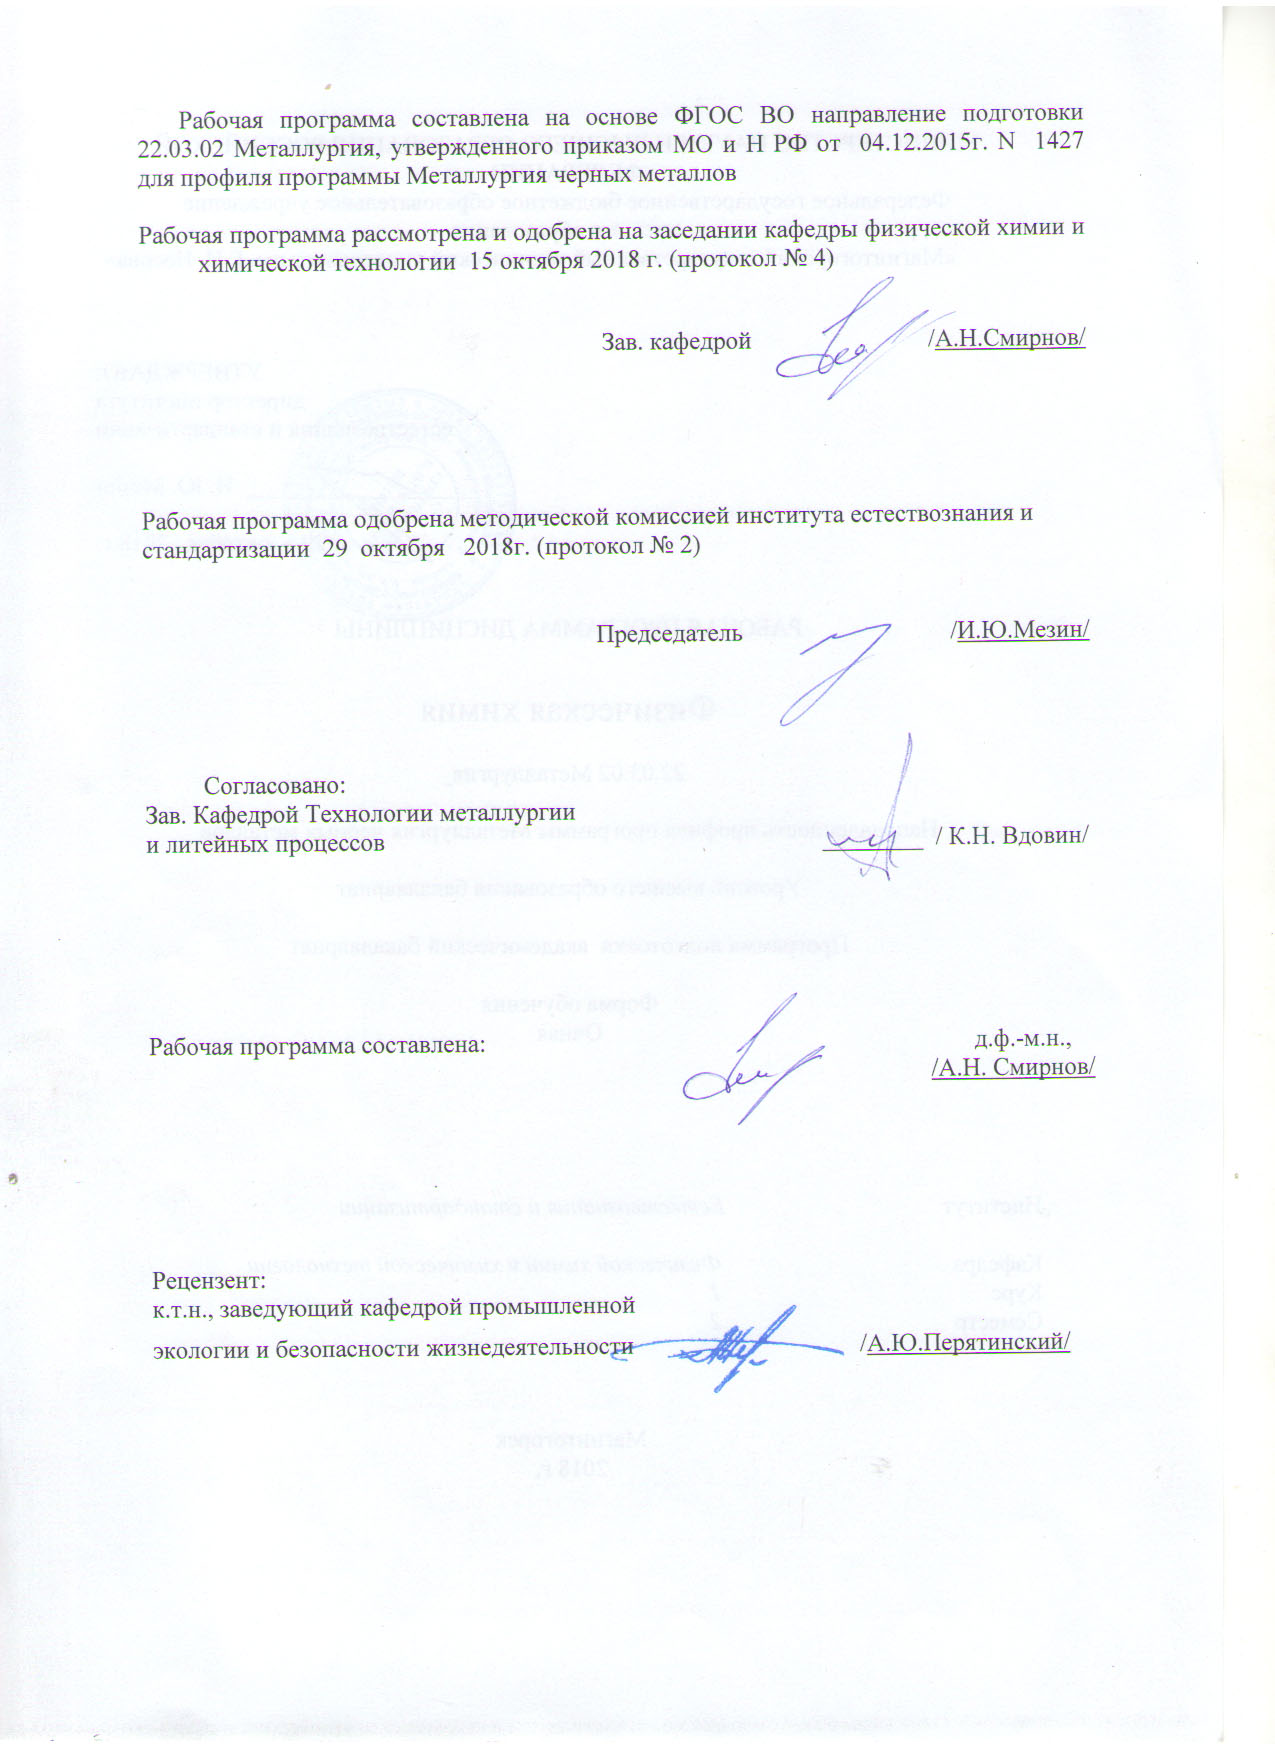 Рабочая программа составлена на основе ФГОС ВО направление подготовки
22.03.02 Металлургия, утвержденного приказом МО и Н РФ от 04.12.2015г. N 1427
для профиля программы Металлургия черных металлов
Рабочая программа рассмотрена и одобрена на заседании кафедры физической химии и
химической технологии 15 октября 2018 г. (протокол № 4)
Зав. кафедрой /А.Н.Смирнов/
Рабочая программа одобрена методической комиссией института естествознания и
стандартизации 29 октября 2018г. (протокол № 2)
Председатель /И.Ю.Мезин/
Согласовано:
Зав. Кафедрой Технологии металлургии
и литейных процессов / К.Н. Вдовин/
Рабочая программа составлена: д.ф.-м.н.,
/А.Н. Смирнов/
Рецензент:
к.т.н., заведующий кафедрой промышленной
экологии и безопасности жизнедеятельности /А.Ю.Перятинский/